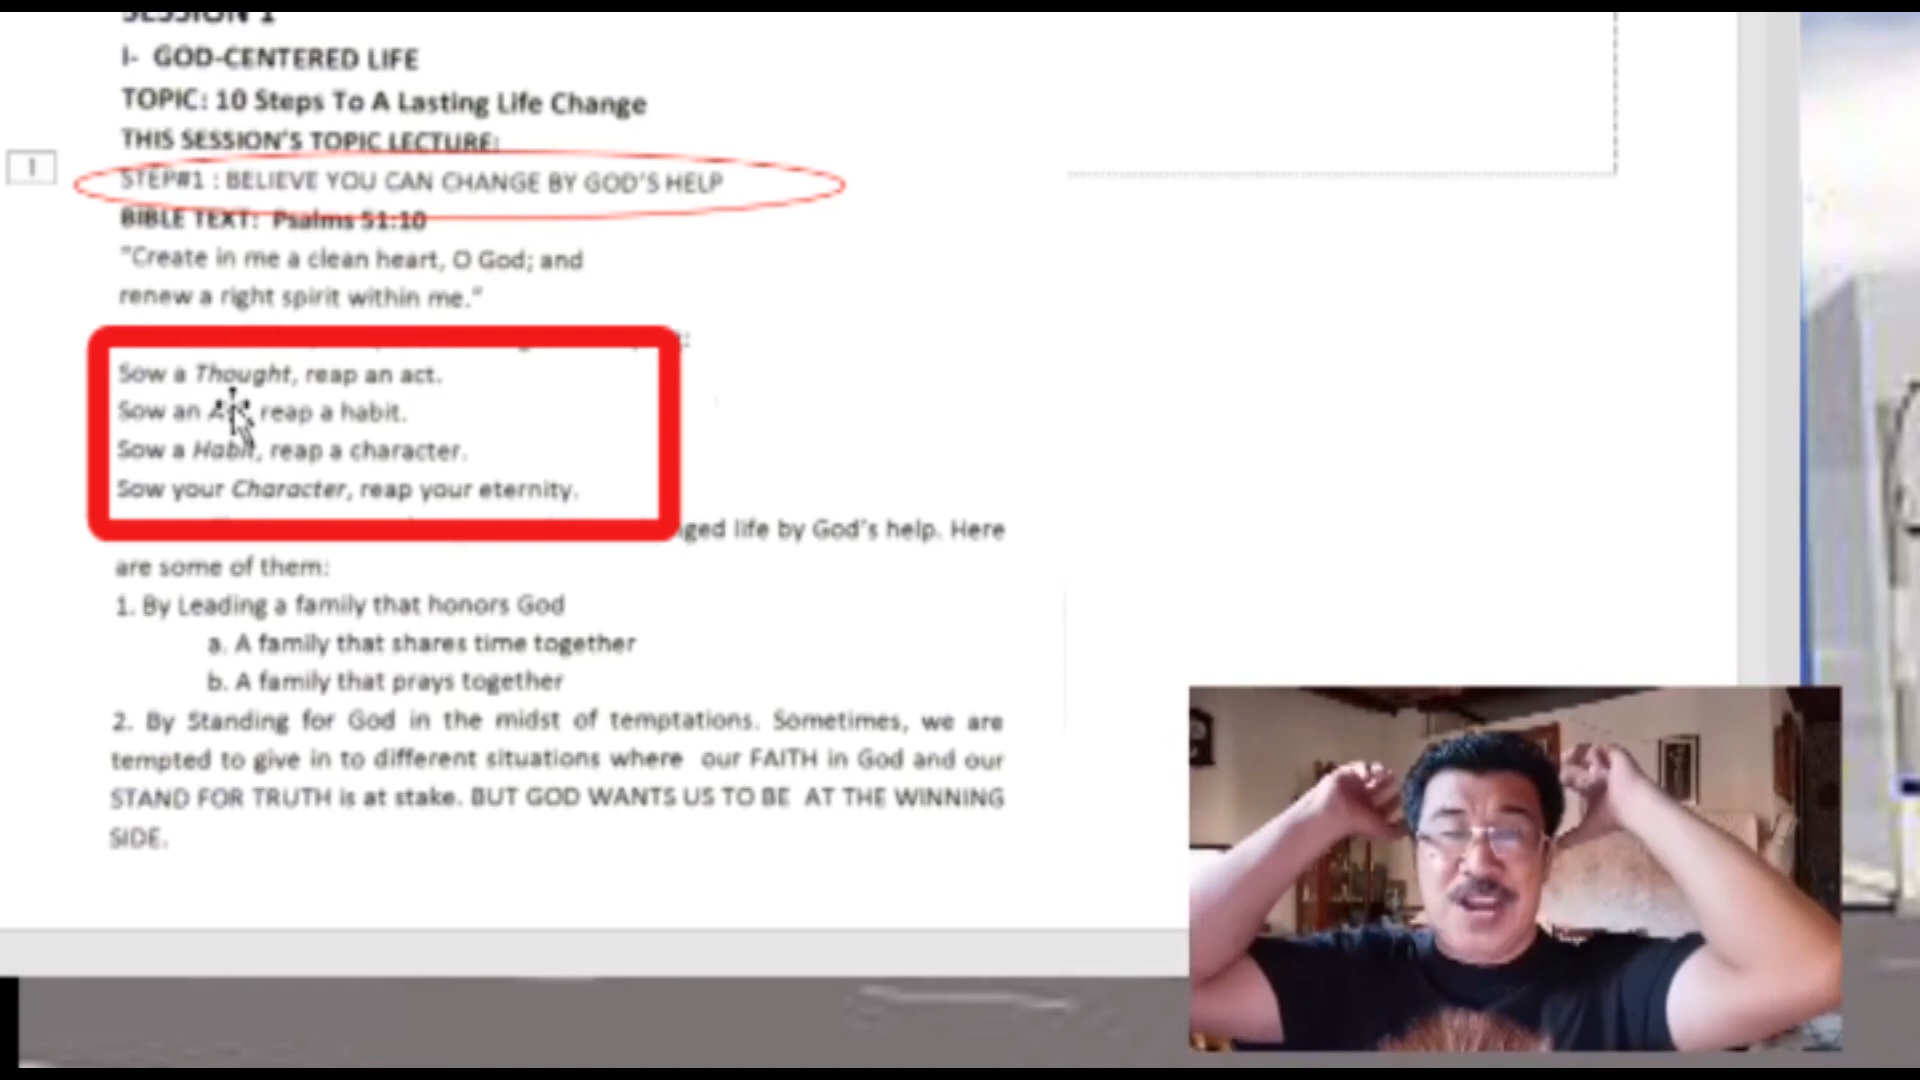 SESSION 1
I- GOD-CENTERED LIFE
TOPIC: 10 Steps To A Lasting Life Change
THIS SESSION'S TOPIC LECTURE:
1
STEP#1 : BELIEVE YOU CAN CHANGE BY GOD'S HELP
BIBLE TEXT: Psalms 51:10
"Create in me a clean heart, O God; and
renew a right spirit within me."
Sow a Thought, reap an act.
Sow an reap a habit.
Sow a Habit, reap a character.
Sow your Character, reap your eternity.
life by God's help. Here
are some of them:
1. By Leading a family that honors God
a. A family that shares time together
b. A family that prays together
2. By Standing for God in the midst of temptations. Sometimes, we are
tempted to give in to different situations where our FAITH in God and our
STAND FOR TRUTH is at stake. BUT GOD WANTS US TO BE AT THE WINNING
SIDE.